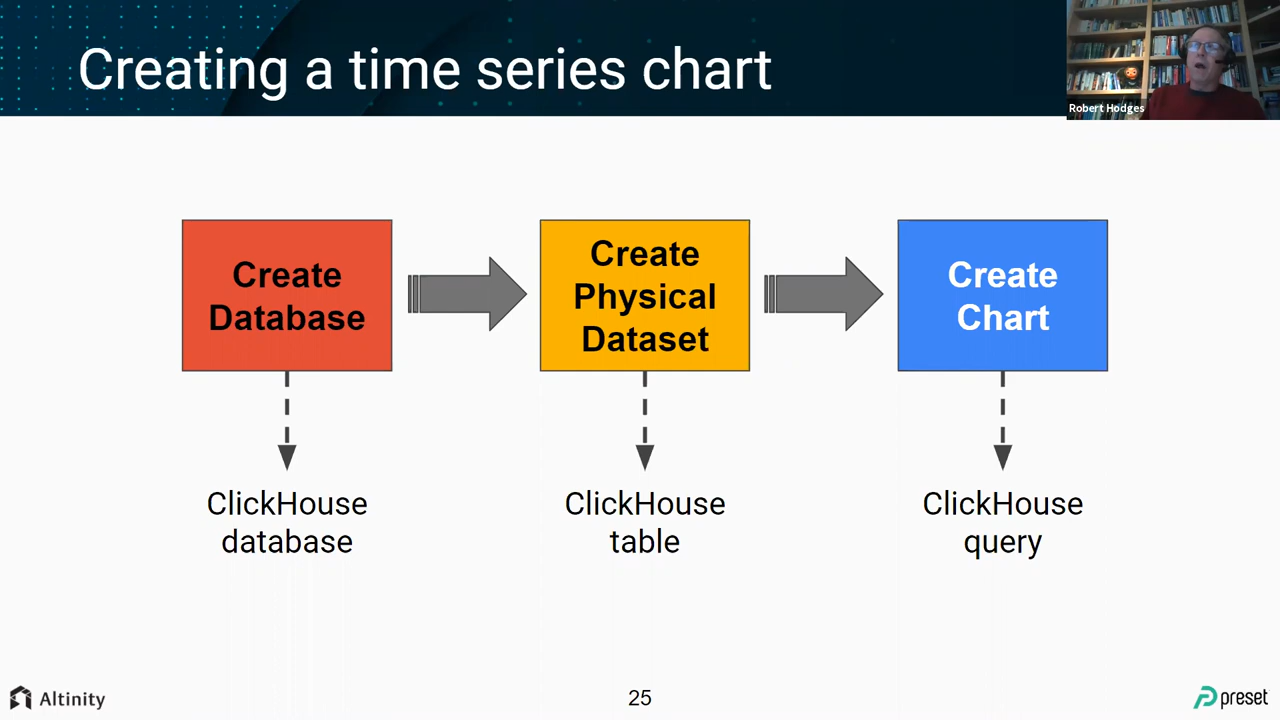 Creating a time series chart
Robert Hodges
Create
Database
Create
Physical
Dataset
Create
Chart
ClickHouse
database
ClickHouse
table
ClickHouse
query
Altinity
25
preset